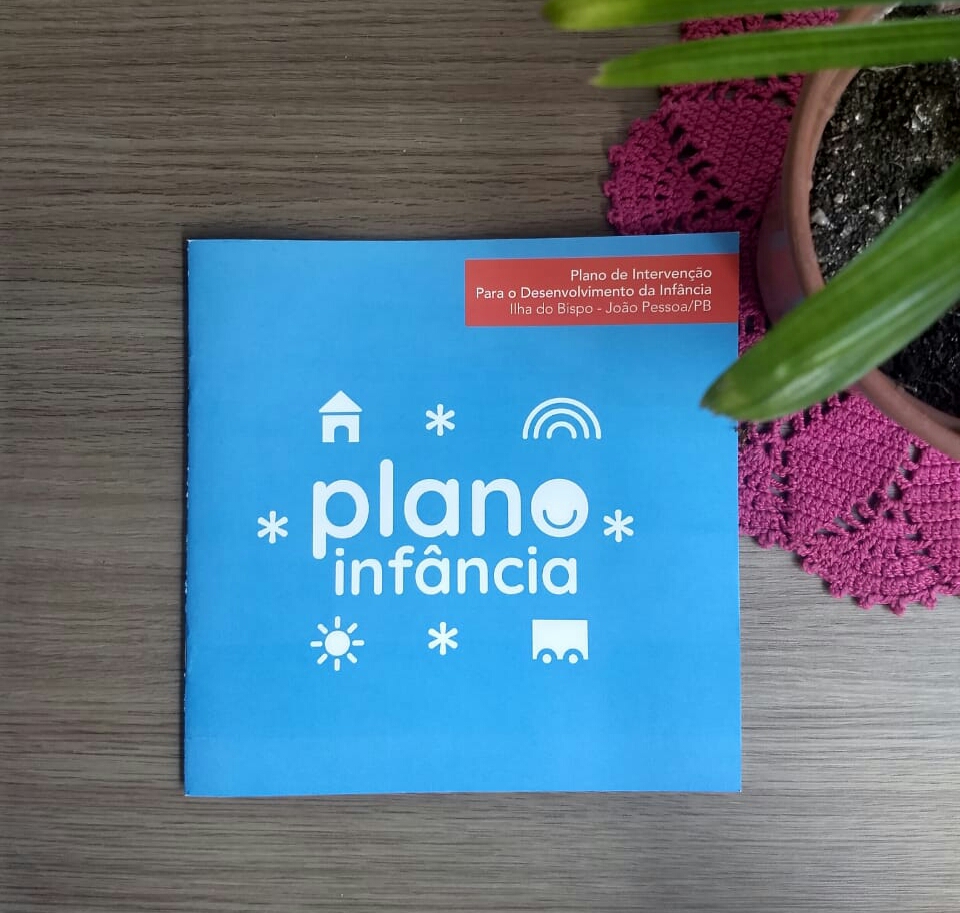 Plano de Intervenção
Para o Desenvolvimento da Infância
Ilha do Bispo - João Pessoa/PB
plano
infância